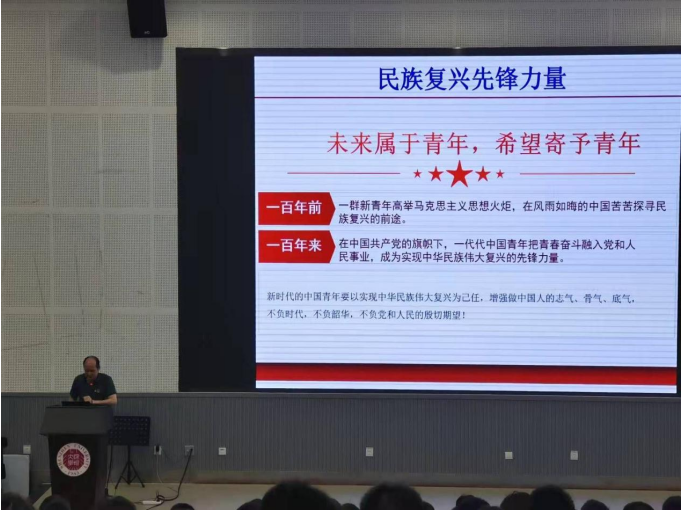 民族复兴先锋力量
未来属于青年，希望寄予青年
一百年前
一群新青年高举马克思主义思想火炬，在风雨如晦的中国苦苦探寻民
族复兴的前途。
一百年来
在中国共产党的旗帜下，一代代中国青年把青春奋斗融入党和人
民事业，成为实现中华民族伟大复兴的先锋力量。
新时代的中国青年要以实现中华民族伟大复兴为己任，增强做中国人的志气、骨气、底气，
不负时代，不负韶华，不负党和人民的殷切期望！